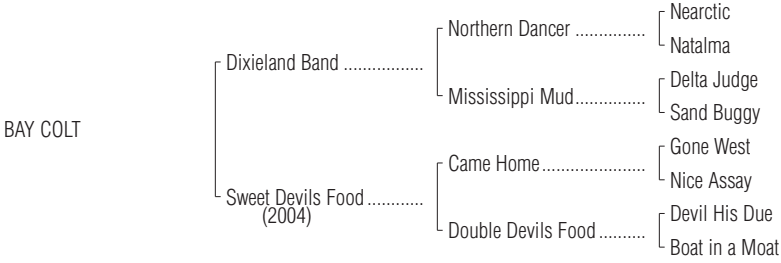 Nearctic
Northern Dancer ...............
Natalma
Dixieland Band .................
Delta Judge
Mississippi Mud...............
Sand Buggy
BAY COLT
Gone West
Came Home......................
Nice Assay
Sweet Devils Food ............
(2004)
Devil His Due
Double Devils Food ..........
Boat in a Moat